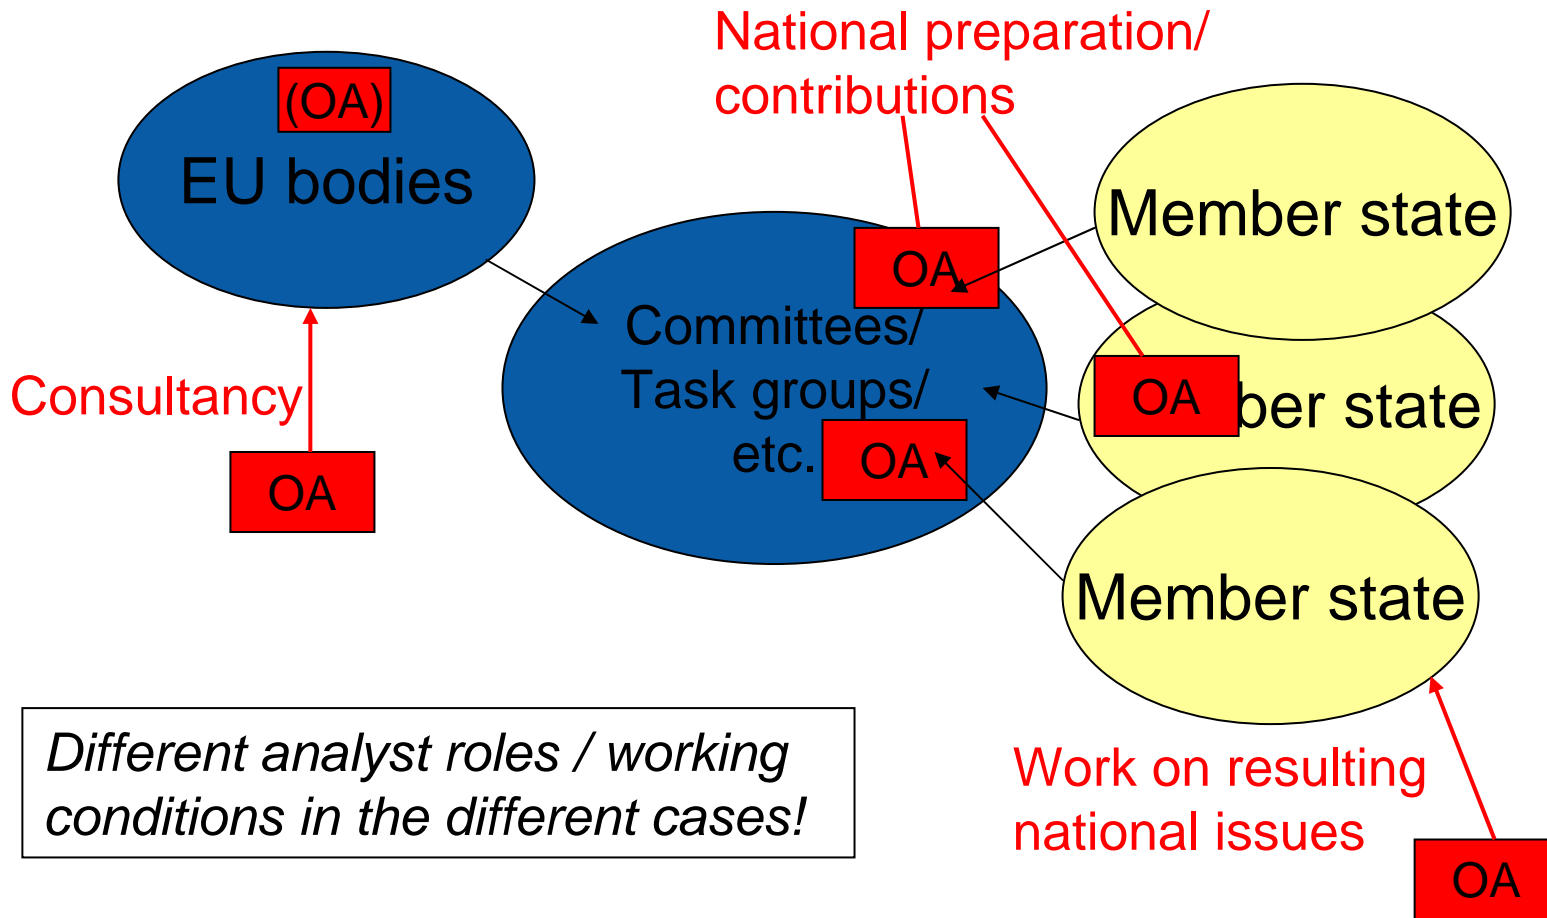 National preparation/
contributions
(OA)
EU bodies
Member state
OA
Committees/
Task groups/
etc.
OA
OA
ber state
Consultancy
OA
Member state
Different analyst roles / working
conditions in the different cases!
Work on resulting
national issues
OA